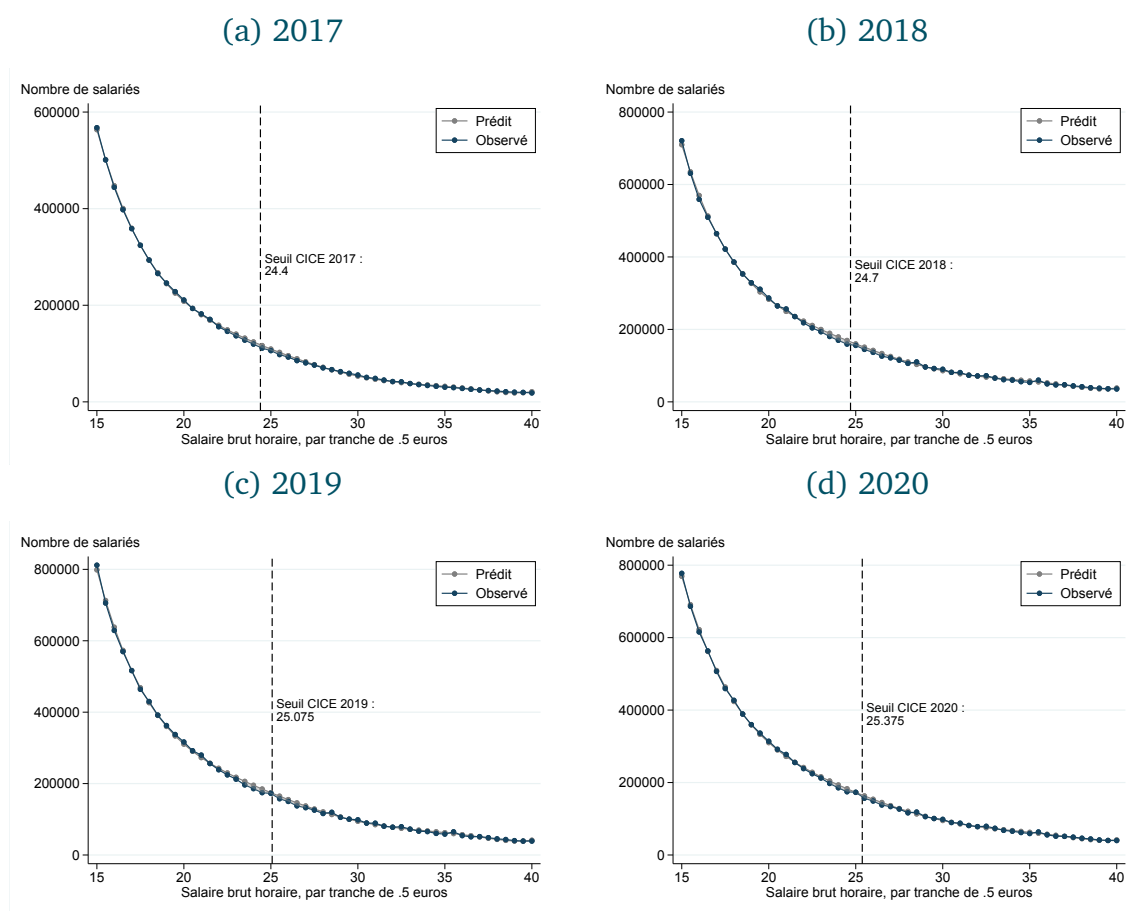 (a) 2017
Nombre de salariés
600000
400000
200000
0
Prédit
Observé
Seuil CICE 2017 :
24.4
15 20 25 30 35 40
Salaire brut horaire, par tranche de .5 euros
(b) 2018
Nombre de salariés
800000
600000
400000
200000
0
Prédit
Observé
Seuil CICE 2018 :
24.7
15 20 25 30 35 40
Salaire brut horaire, par tranche de .5 euros
(c) 2019
Nombre de salariés
800000
600000
400000
200000
0
Prédit
Observé
Seuil CICE 2019 :
25.075
15 20 25 30 35 40
Salaire brut horaire, par tranche de .5 euros
(d) 2020
Nombre de salariés
800000
600000
400000
200000
0
Prédit
Observé
Seuil CICE 2020 :
25.375
15 20 25 30 35 40
Salaire brut horaire, par tranche de .5 euros